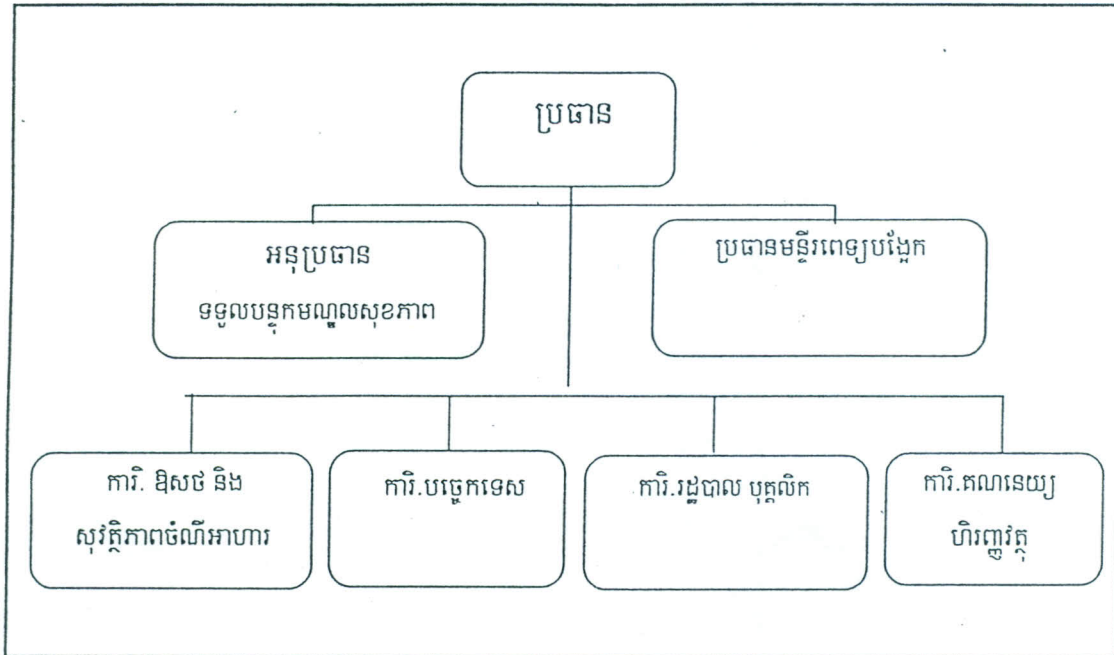 ប្រធាន
អនុប្រធាន
ទទួលបន្ទុកមណ្ឌលសុខភាព
ប្រធានមន្ទីរពេទ្យបង្អែក
ការិ. ឱសថ និង
សុវត្ថិភាពចំណីអាហារ
ការិ.បច្ចេកទេស
ការិ.រដ្ឋបាល បុគ្គលិក
ការិ.គណនេយ្យ
ហិរញ្ញវត្ថុ